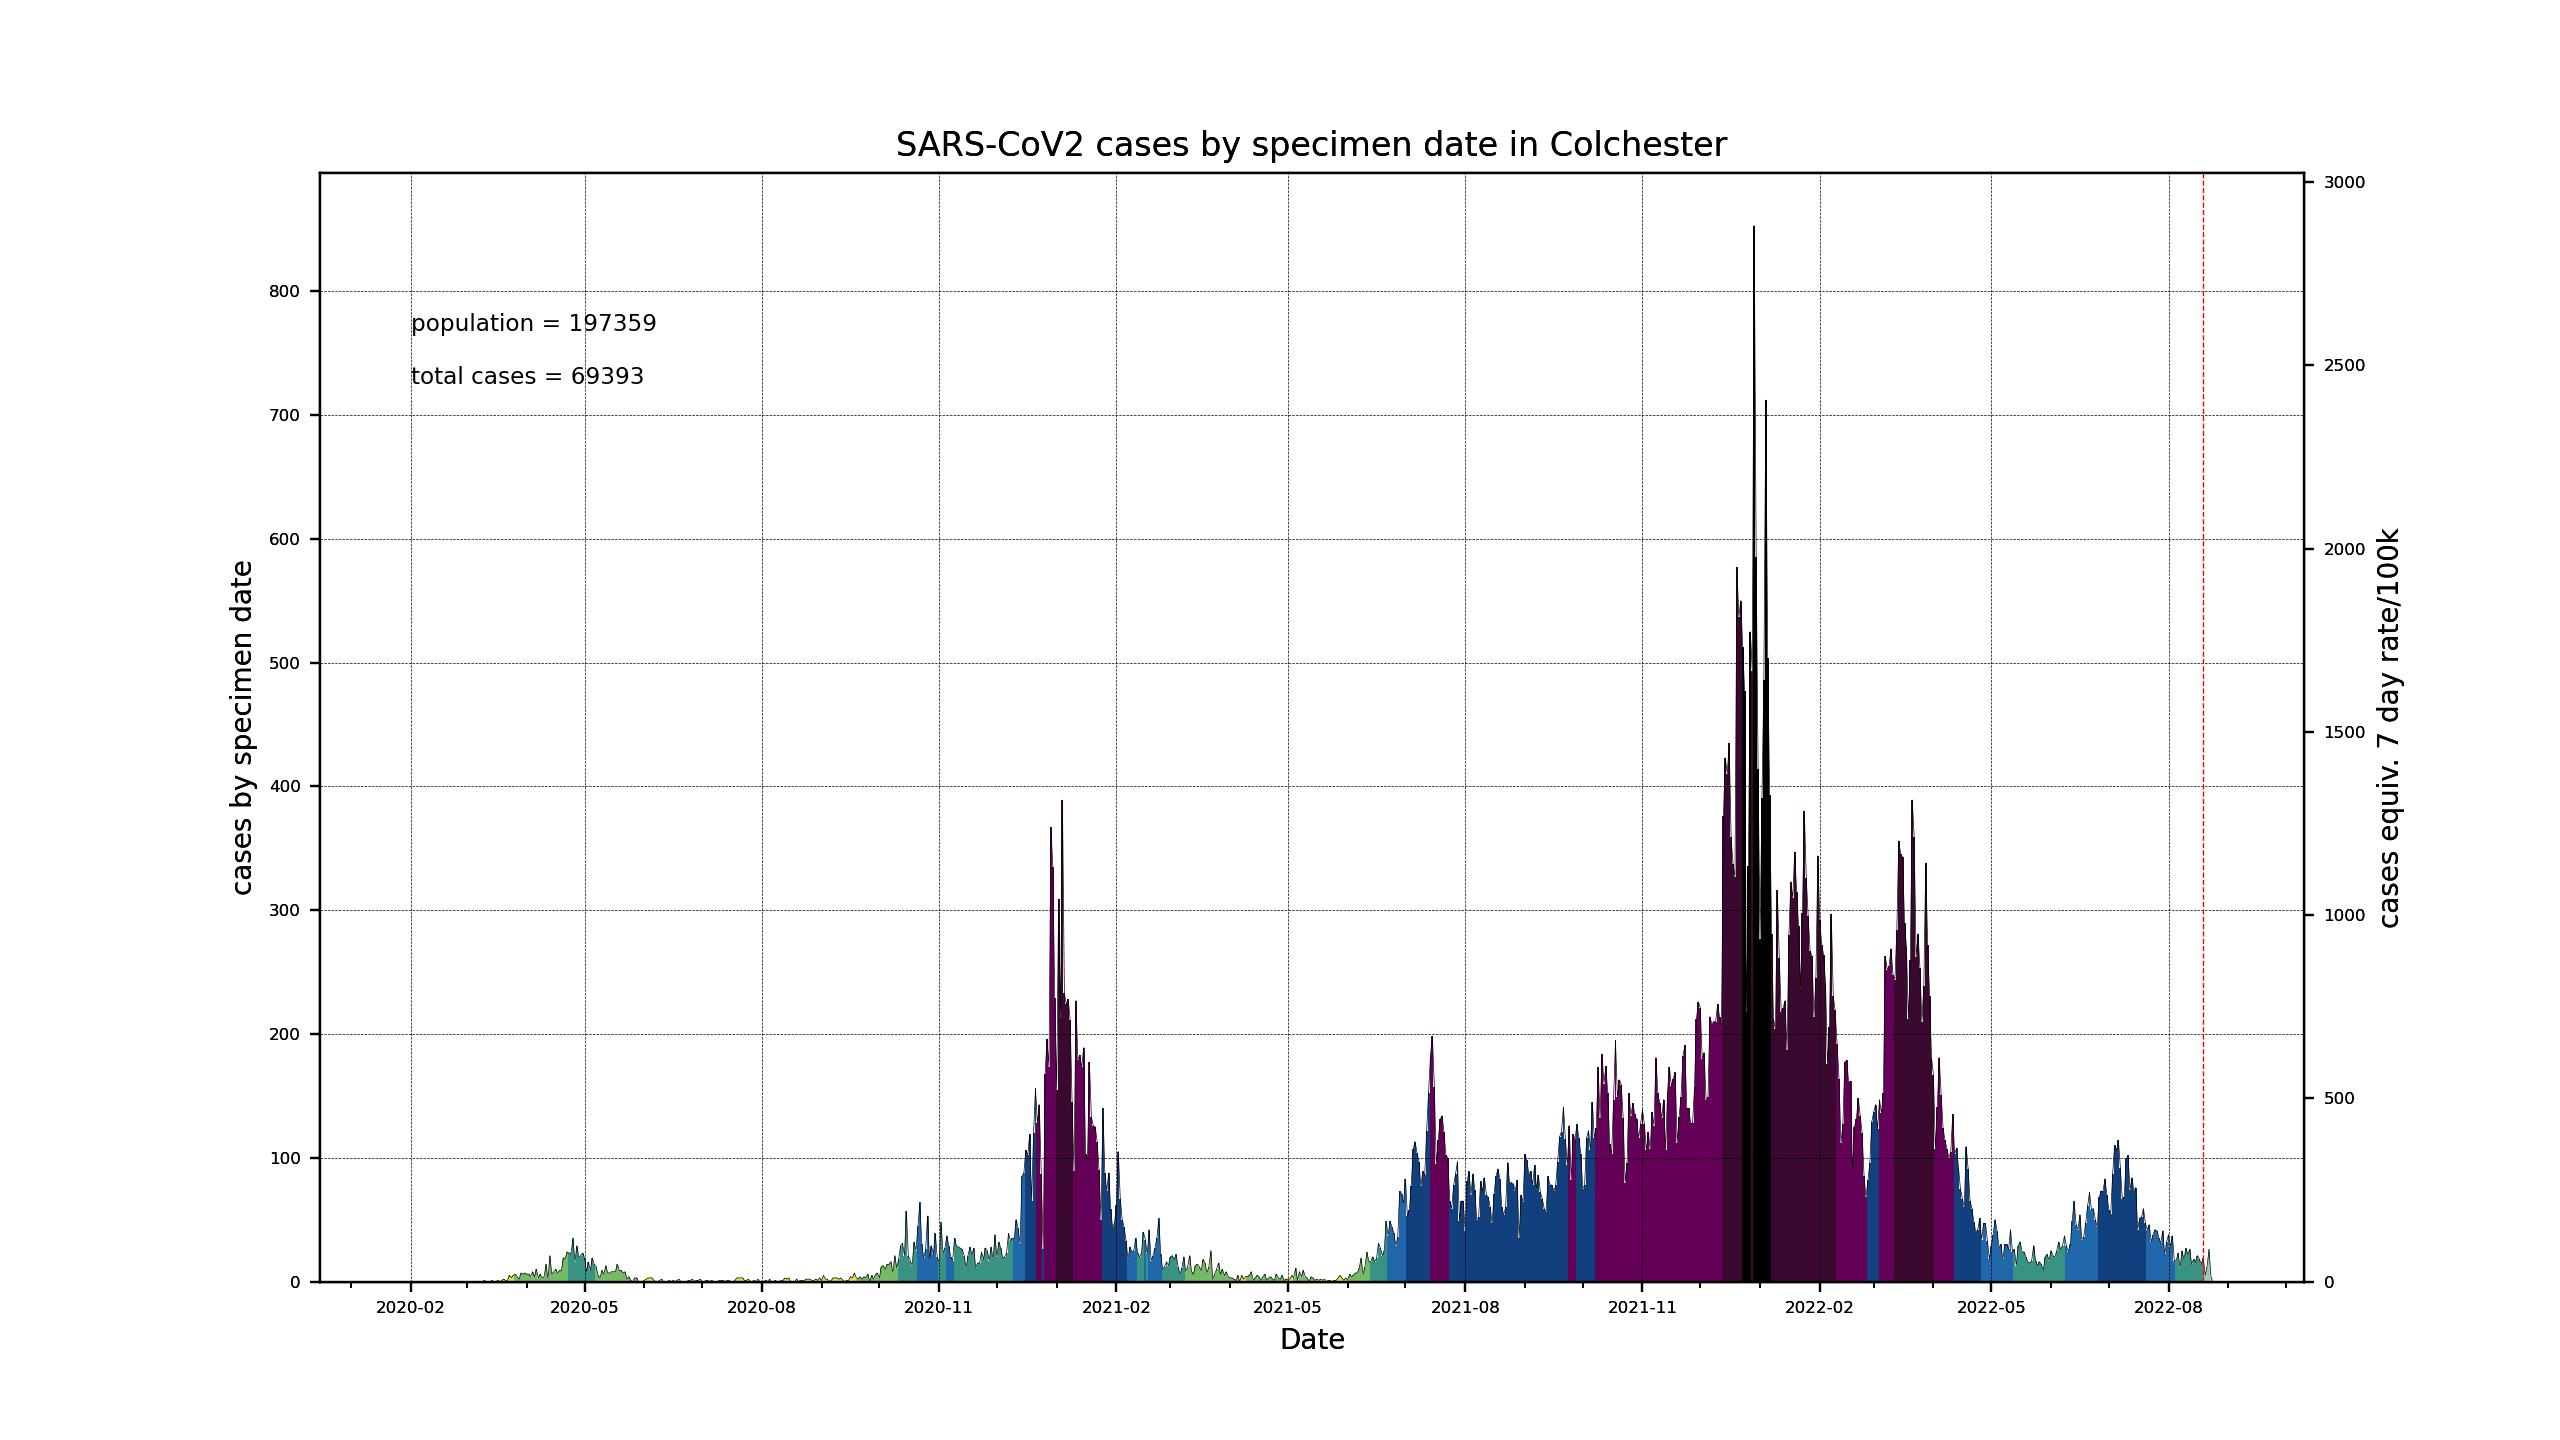 SARS-CoV2 cases by specimen date in Colchester
population = 197359
total cases = 69393
cases by specimen date
800
700
600
500
400
300
200
100
0
3000
2500
2000
1500
1000
500
0
cases equiv. 7 day rate/100k
2020-02 2020-05 2020-08 2020-11 2021-02 2021-05 2021-08 2021-11 2022-02 2022-05 2022-08
Date